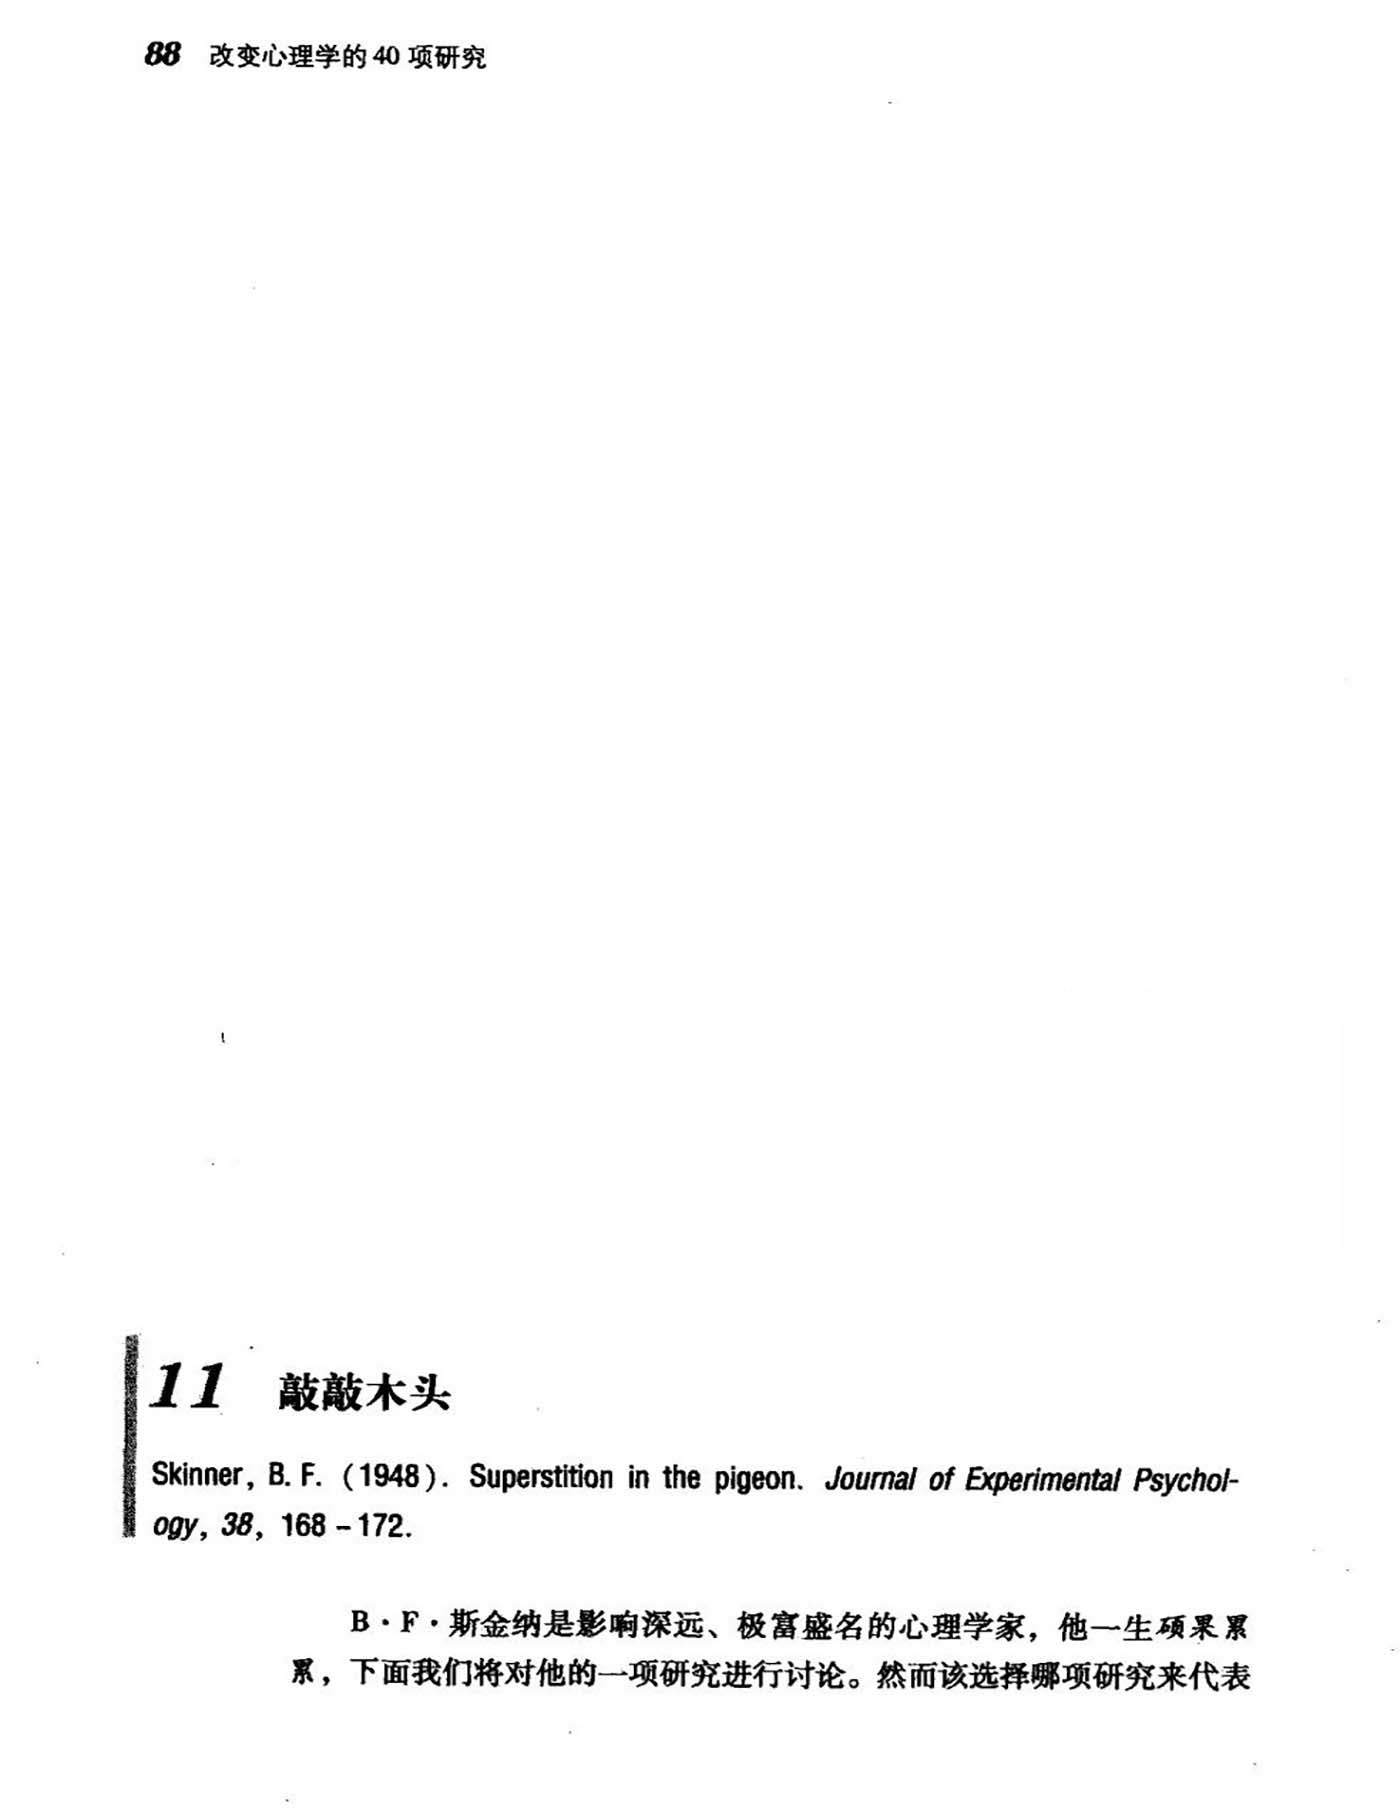 88 改变心理学的 40 项研究
11 敲敲木头
Skinner, B. F. (1948). Superstition in the pigeon. Journal of Experimental Psychol-
ogy, 38, 168-172.
B·F·斯金纳是影响深远、极富盛名的心理学家，他一生硕果累
累，下面我们将对他的一项研究进行讨论。然而该选择哪项研究来代表